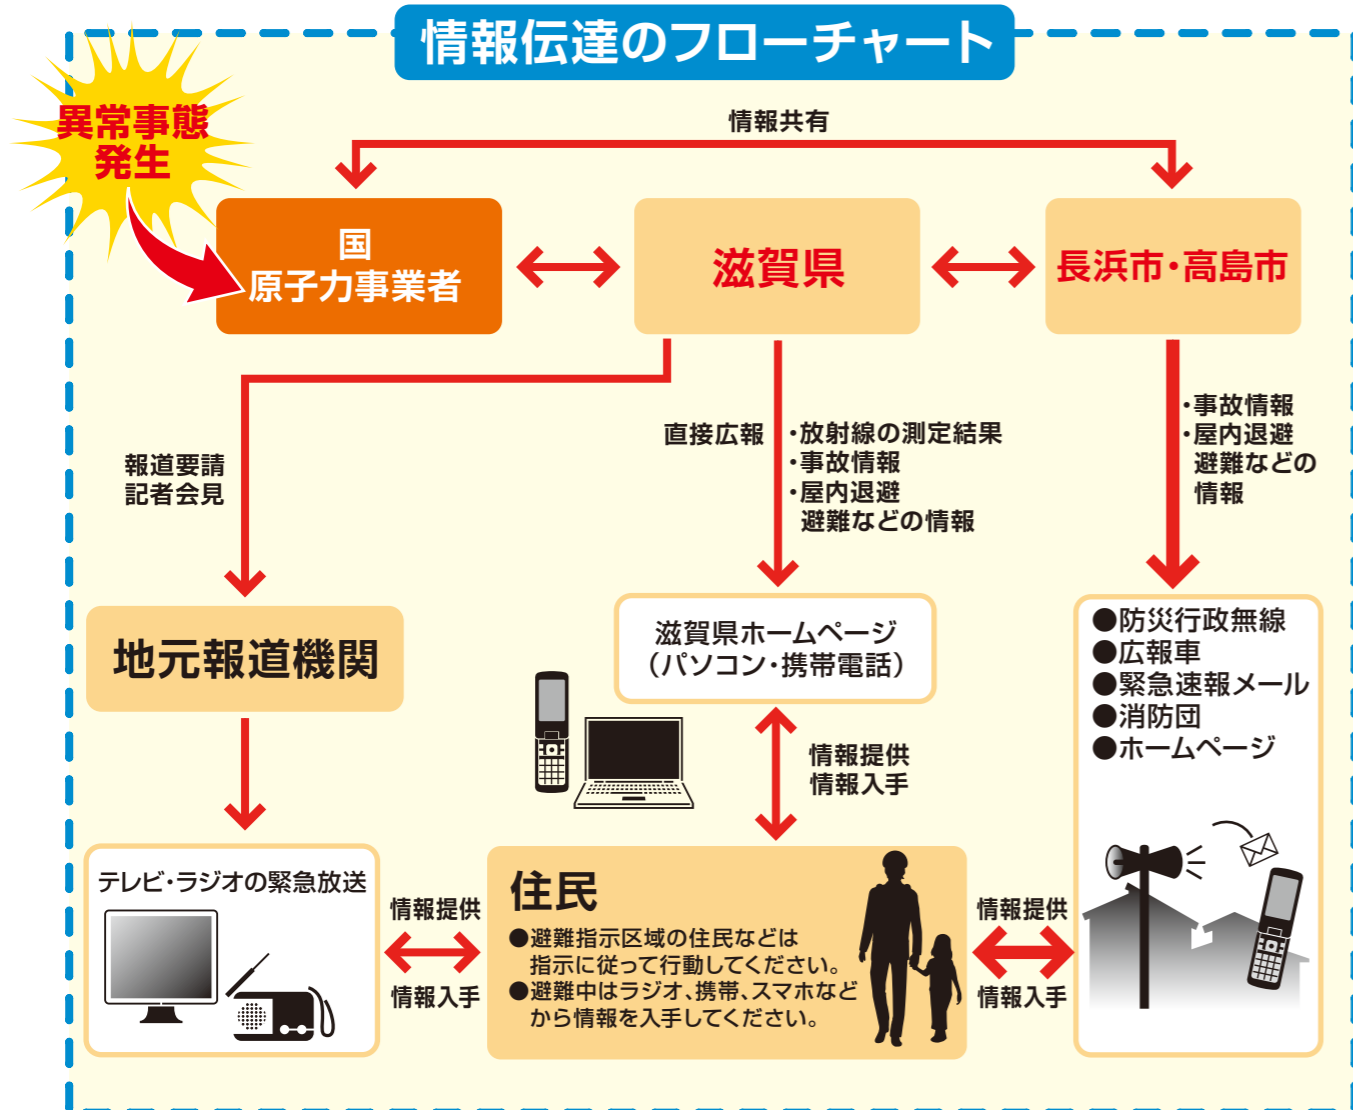 情報伝達のフローチャート
異常事態
発生
情報共有
国
原子力事業者
滋賀県
長浜市・高島市
報道要請
記者会見
直接広報
・放射線の測定結果
・事故情報
・屋内退避
避難などの情報
・事故情報
・屋内退避
避難などの
情報
地元報道機関
滋賀県ホームページ
（パソコン・携帯電話）
●防災行政無線
●広報車
●緊急速報メール
●消防団
●ホームページ
情報提供
情報入手
テレビ・ラジオの緊急放送
情報提供
情報入手
住民
●避難指示区域の住民などは
指示に従って行動してください。
●避難中はラジオ、携帯、スマホなど
から情報を入手してください。
情報提供
情報入手